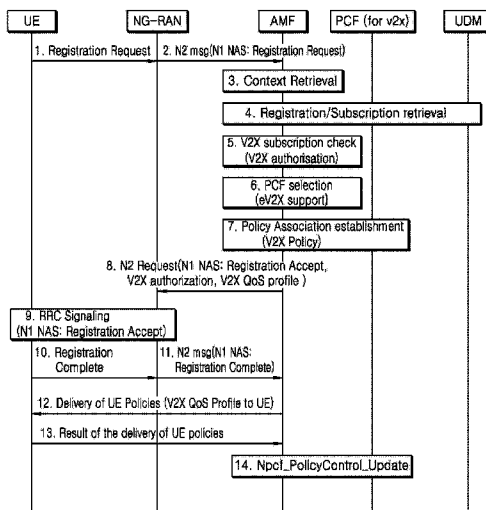 UE
NG-RAN
AMF
PCF (for v2x)
UDM
1. Registration Request
2. N2 msg(N1 NAS: Registration Request)
3. Context Retrieval
4. Registration/Subscription retrieval
5. V2X subscription check
(V2X authorisation)
6. PCF selection
(eV2X support)
7. Policy Association establishment
(V2X Policy)
8. N2 Request(N1 NAS: Registration Accept,
V2X authorization, V2X QoS profile )
9. RRC Signaling
(N1 NAS: Registration Accept)
10. Registration
Complete
11. N2 msg(N1 NAS:
Registration Complete)
12. Delivery of UE Policies (V2X QoS Profile to UE)
13. Result of the delivery of UE policies
14. Npcf_PolicyControl_Update